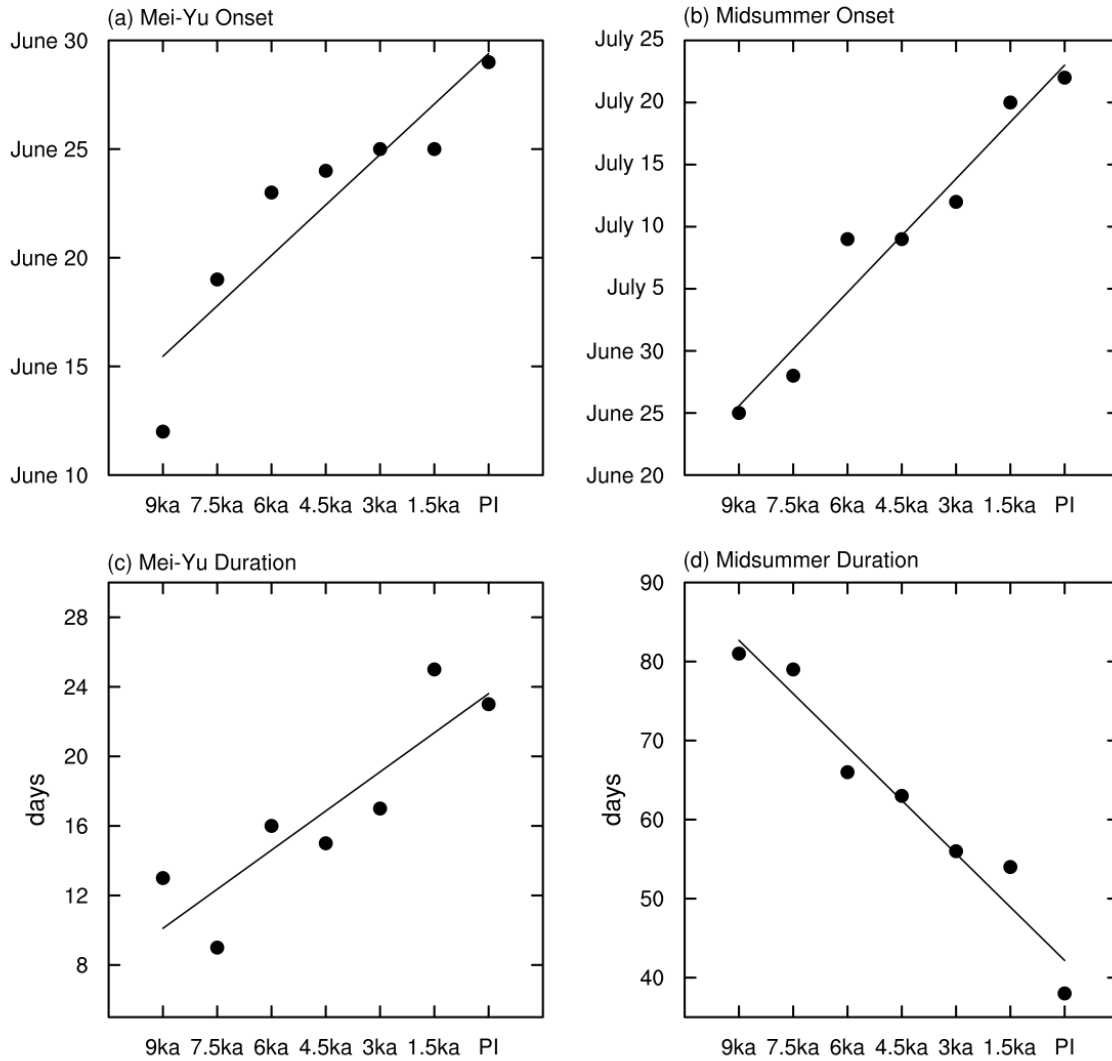 (a) Mei-Yu Onset
June 30
June 25
June 20
June 15
June 10
9ka 7.5ka 6ka 4.5ka 3ka 1.5ka PI
(b) Midsummer Onset
July 25
July 20
July 15
July 10
July 5
June 30
June 25
June 20
9ka 7.5ka 6ka 4.5ka 3ka 1.5ka PI
(c) Mei-Yu Duration
days
28
24
20
16
12
8
9ka 7.5ka 6ka 4.5ka 3ka 1.5ka PI
(d) Midsummer Duration
days
90
80
70
60
50
40
9ka 7.5ka 6ka 4.5ka 3ka 1.5ka PI